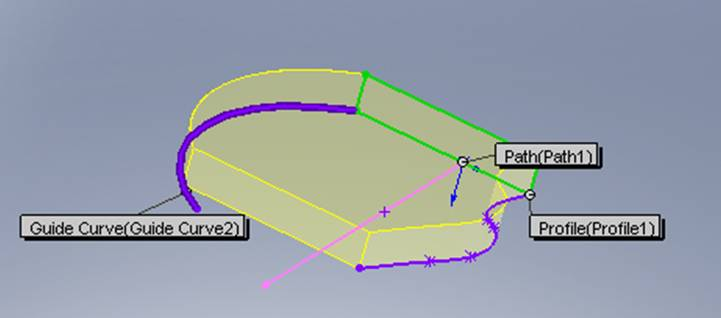 Path(Path1)
Guide Curve(Guide Curve2)
Profile(Profile1)